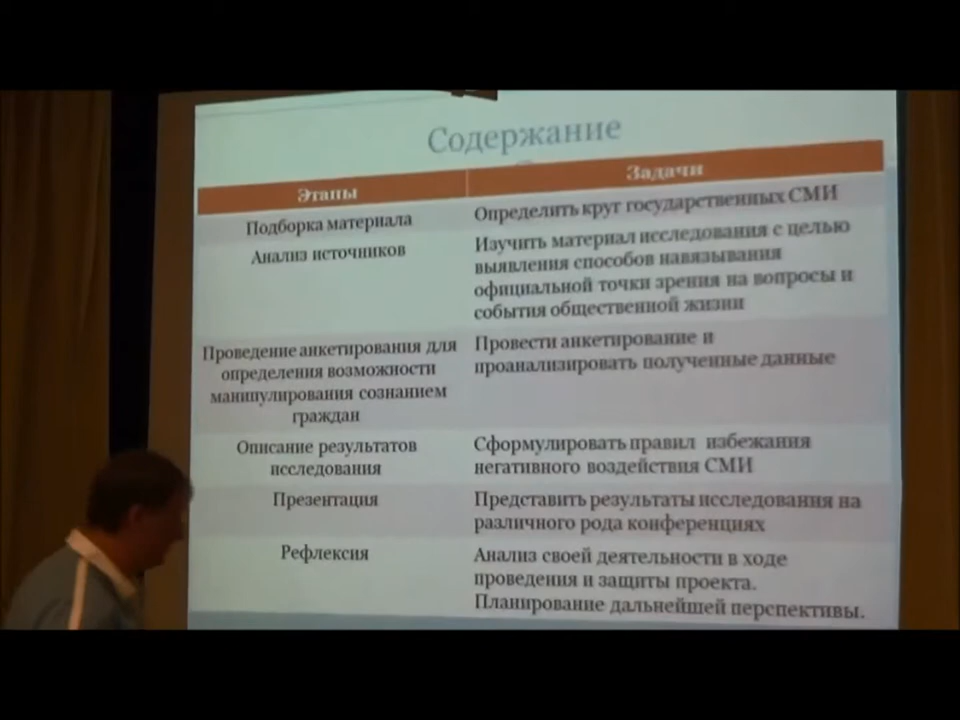 Содержание
Этапы
Задачи
Подборка материала
Определить круг государственных СМИ
Анализ источников
Изучить материал исследования с целью
выявления способов навязывания
официальной точки зрения на вопросы и
события общественной жизни
Проведение анкетирования для
определения возможности
манипулирования сознанием
граждан
Провести анкетирование и
проанализировать полученные данные
Описание результатов
исследования
Сформулировать правил избежания
негативного воздействия СМИ
Презентация
Представить результаты исследования на
различного рода конференциях
Рефлексия
Анализ своей деятельности в ходе
проведения и защиты проекта.
Планирование дальнейшей перспективы.